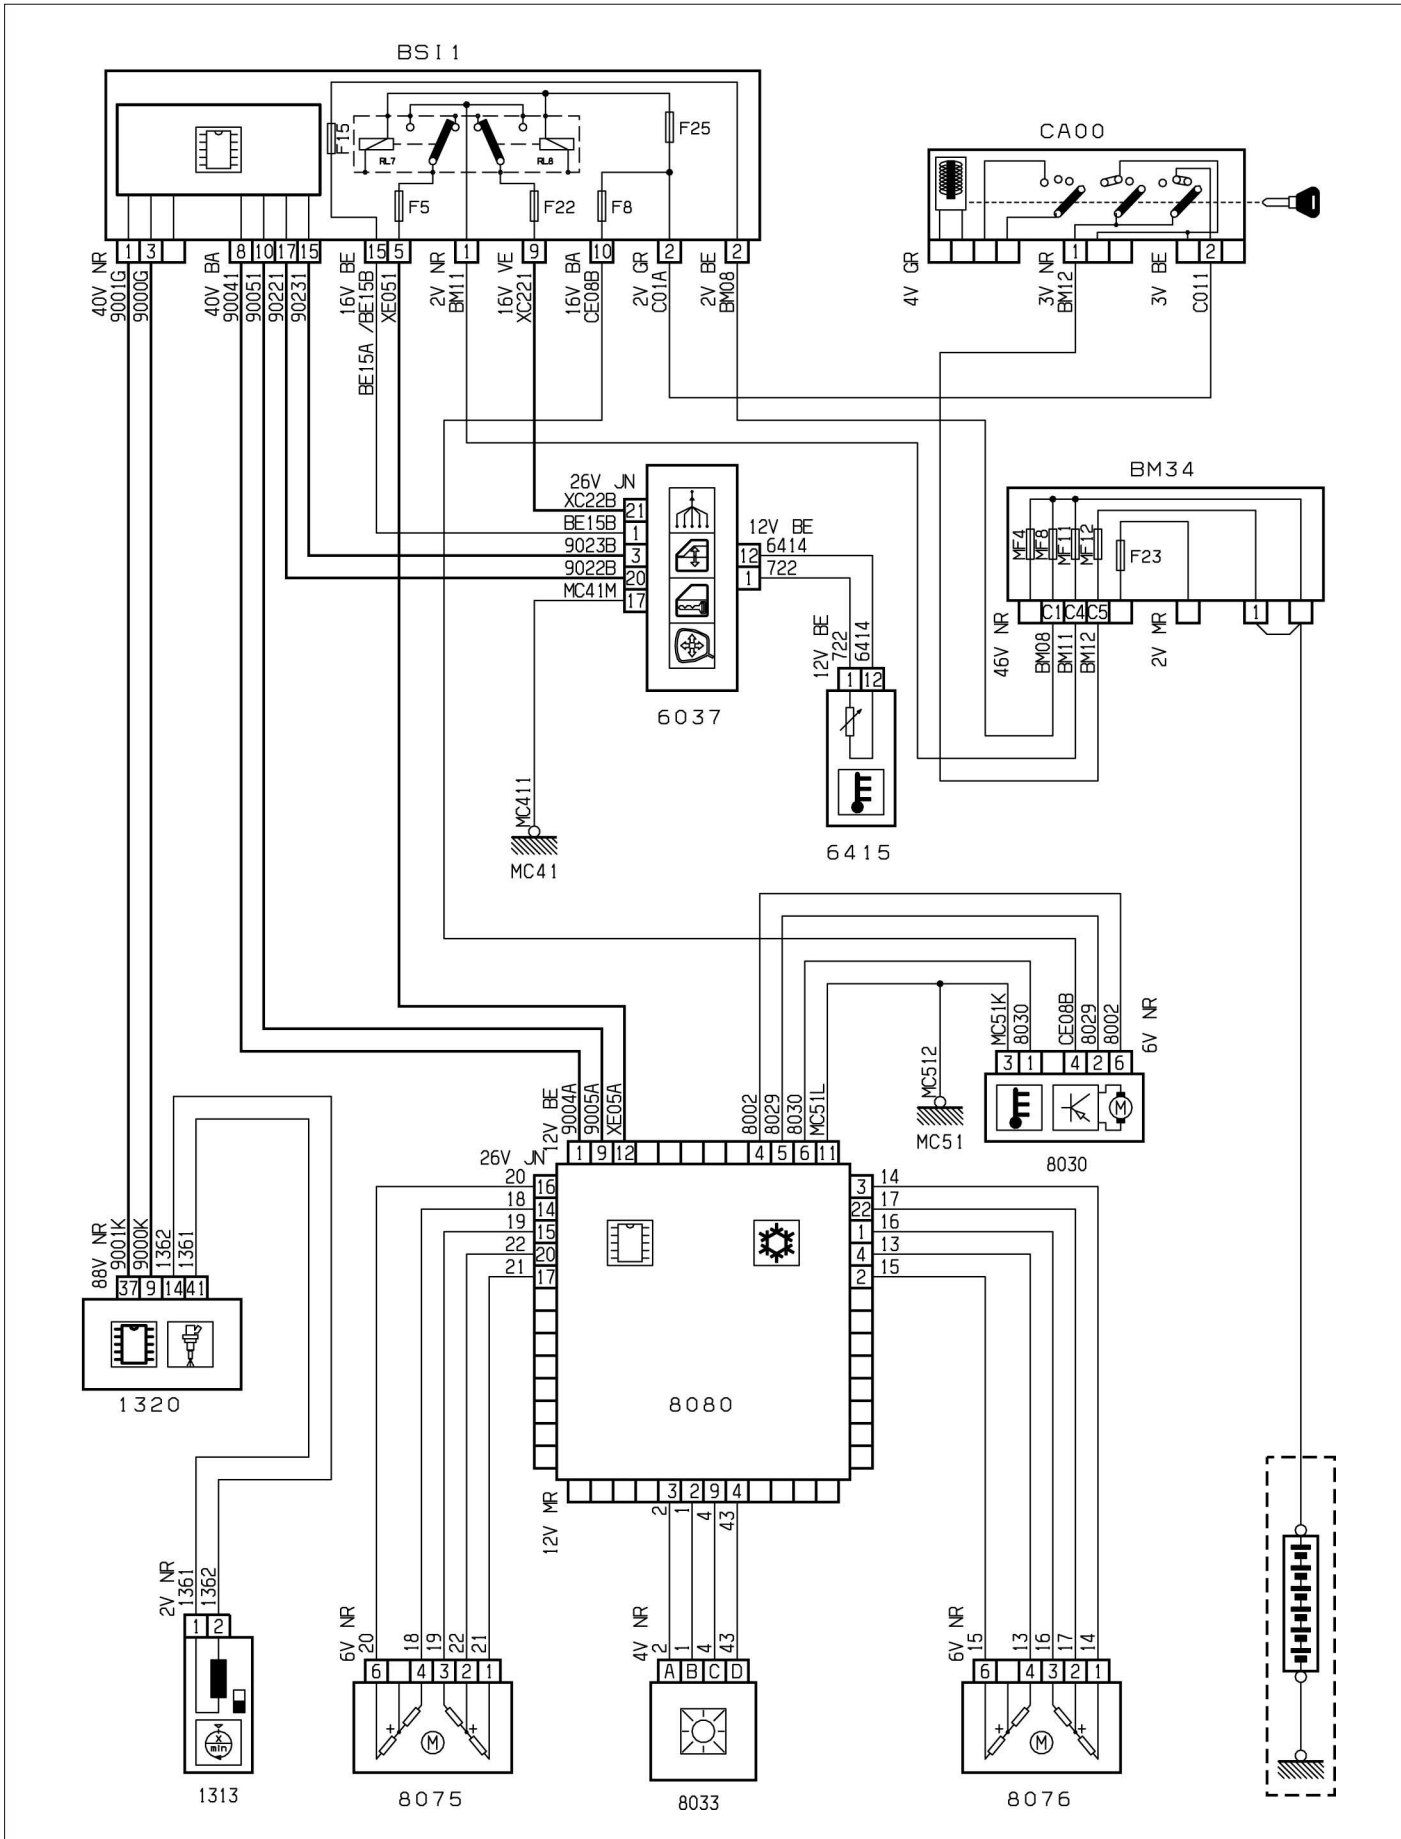 BSI1
F15
RL7
RL8
F25
F5
F22
F8
1 3 8 10 17 15 15 5 1 9 10 2 2
40V NR
9001G
9000G
40V BA
90041
90051
90221
90231
16V BE
BE15A /BE15B
XE051
2V NR
BM11
16V VE
XC221
16V BA
CE08B
2V GR
C01A
2V BE
BM08
CA00
1 2
4V GR
3V NR
BM12
3V BE
C011
26V JN
XC22B 21
BE15B 1
9023B 3
9022B 20
MC41M 17
12V BE
12 6414
1 722
6037
MC411
MC41
12V BE
722
6414
1 12
6415
BM34
MF4
MF8
MF11
MF12
F23
C1 C4 C5 1
46V NR
BM08
BM11
BM12
2V MR
MC51K
8030
CE08B
8029
8002
6V NR
3 1 4 2 6
M
8030
MC512
MC51
12V BE
9004A
9005A
XE05A
8002
8029
8030
MC51L
1 9 12 4 5 6 11
26V JN
20 16
18 14
19 15
22 20
21 17
3 14
22 17
1 16
4 13
2 15
8080
3 2 9 4
12V MR
2
1
4
43
88V NR
9001K
9000K
1362
1361
37 9 14 41
1320
2V NR
1361
1362
1 2
X
min
1313
6V NR
20
18
19
22
21
6 4 3 2 1
+ M +
8075
4V NR
2
1
4
43
A B C D
8033
6V NR
15
13
16
17
14
6 4 3 2 1
+ M +
8076